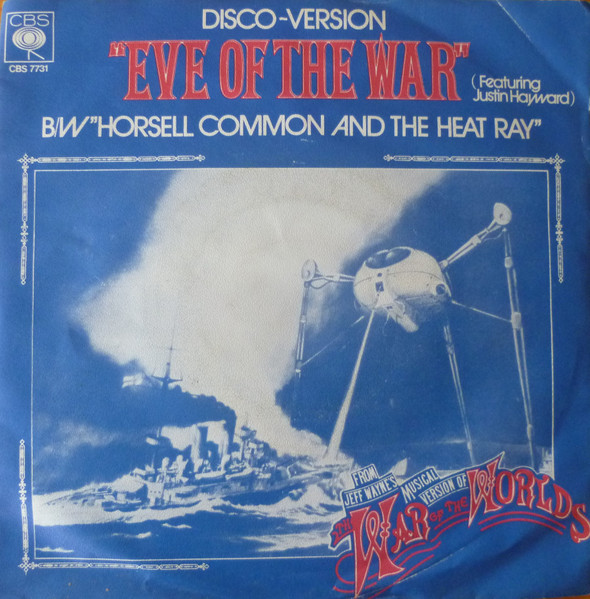 CBS
CBS 7731
DISCO-VERSION
"EVE OF THE WAR"
(Featuring
Justin Hayward)
B/W "HORSELL COMMON AND THE HEAT RAY"
FROM
JEFF WAYNE'S
MUSICAL
VERSION OF
THE
WAR OF THE WORLDS